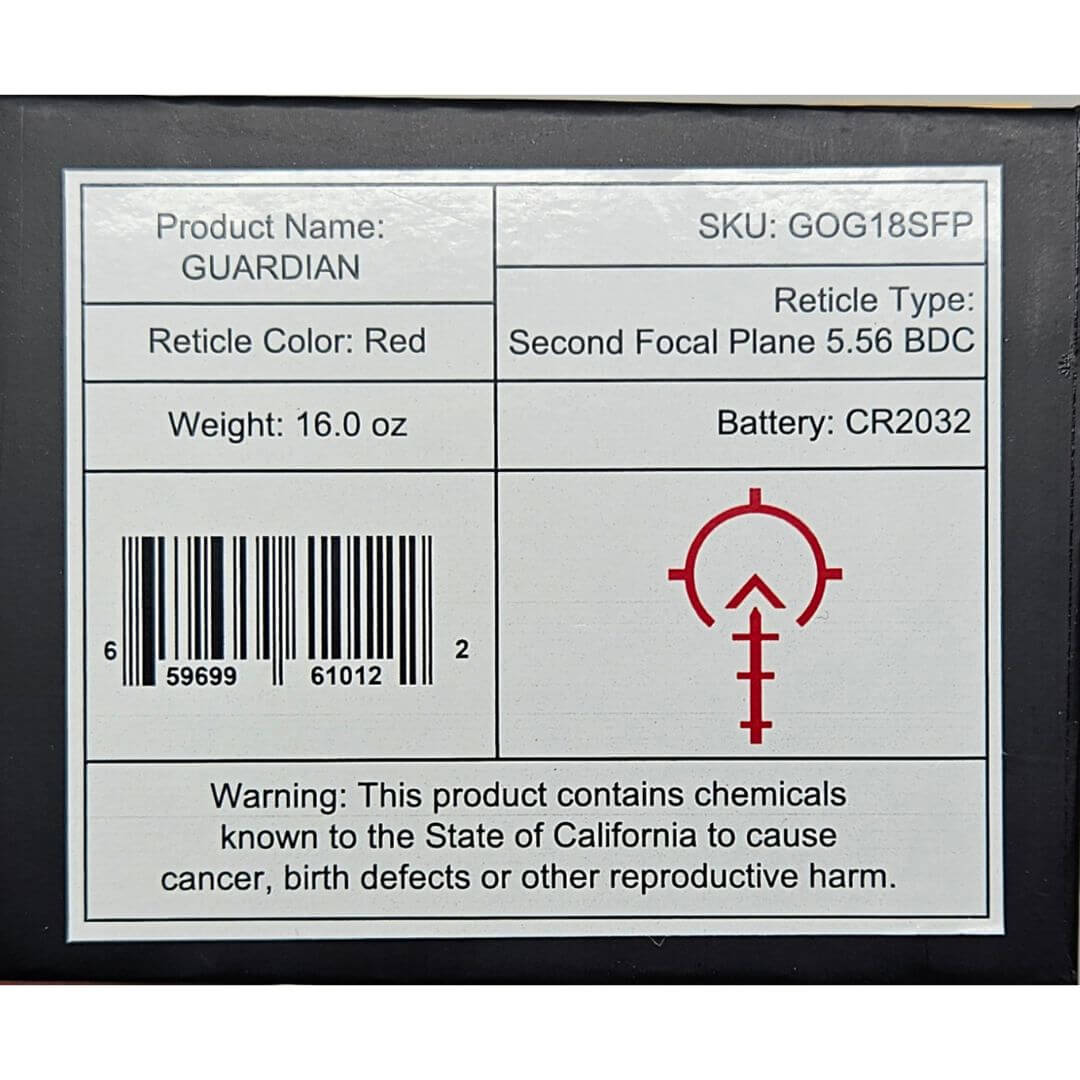 Product Name:
GUARDIAN
SKU: GOG18SFP
Reticle Color: Red
Reticle Type:
Second Focal Plane 5.56 BDC
Weight: 16.0 oz
Battery: CR2032
6 59699 61012 2
Warning: This product contains chemicals
known to the State of California to cause
cancer, birth defects or other reproductive harm.